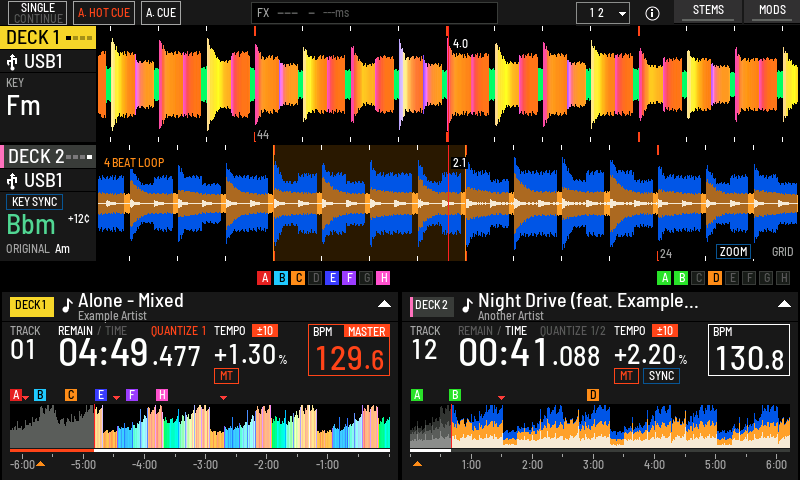 SINGLE
CONTINUE
A. HOT CUE
A. CUE
FX --- - --ms
1 2
STEMS
MODS
DECK 1
USB1
KEY
Fm
4.0
44
DECK 2
USB1
KEY SYNC
Bbm +12¢
ORIGINAL Am
4 BEAT LOOP
2.1
24
ZOOM
GRID
A B C D E F G H
A B C D E F G H
DECK1
Alone - Mixed
Example Artist
TRACK
01
REMAIN / TIME
QUANTIZE 1
04:49.477
TEMPO ±10
+1.30%
MT
BPM MASTER
129.6
A B C E F H
-6:00 -5:00 -4:00 -3:00 -2:00 -1:00
DECK2
Night Drive (feat. Example...
Another Artist
TRACK
12
REMAIN / TIME
QUANTIZE 1/2
00:41.088
TEMPO ±10
+2.20%
MT SYNC
BPM
130.8
A B D
1:00 2:00 3:00 4:00 5:00 6:00